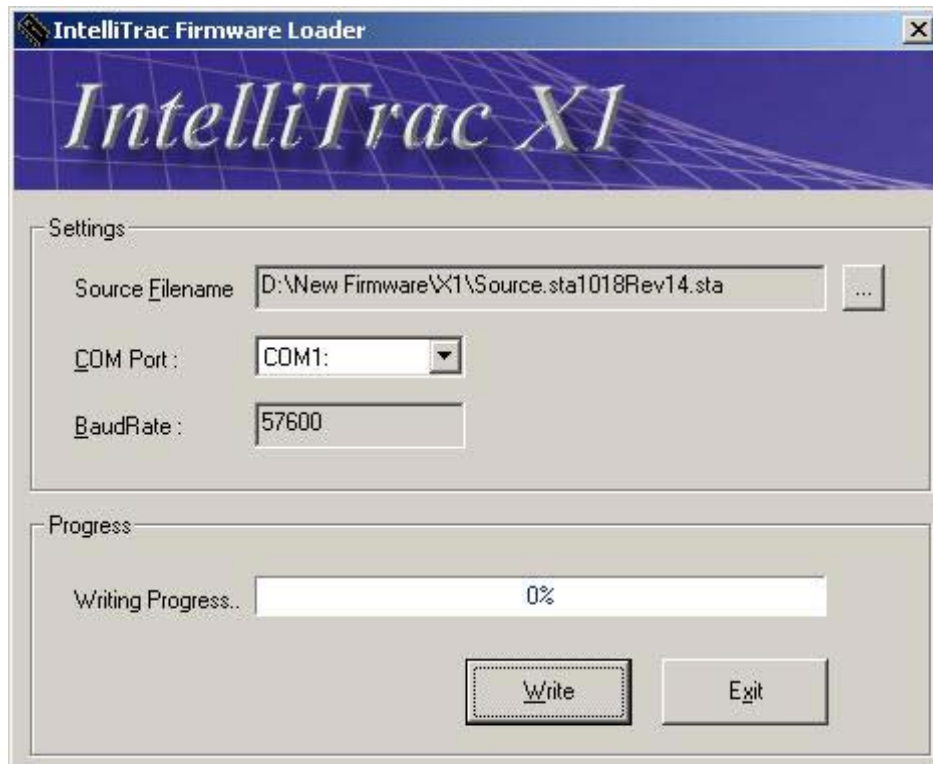 IntelliTrac Firmware Loader
IntelliTrac X1
Settings
Source Filename D:\New Firmware\X1\Source.sta1018Rev14.sta ...
COM Port : COM1:
BaudRate : 57600
Progress
Writing Progress.. 0%
Write Exit